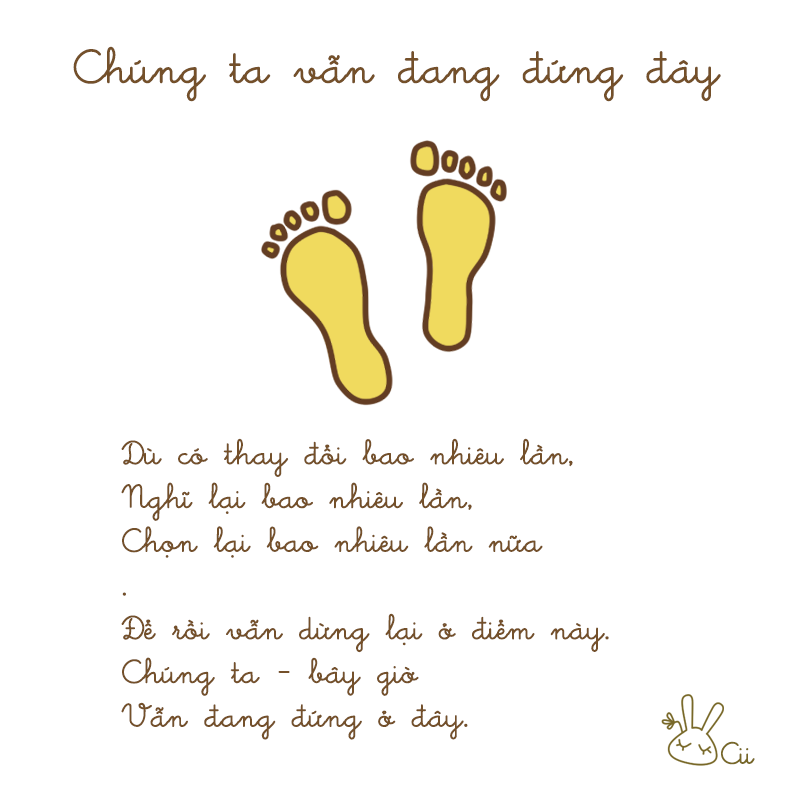 Chúng ta vẫn đang đứng đây
Dù có thay đổi bao nhiêu lần,
Nghĩ lại bao nhiêu lần,
Chọn lại bao nhiêu lần nữa
.
Để rồi vẫn dừng lại ở điểm này.
Chúng ta - bây giờ
Vẫn đang đứng ở đây.
Cii